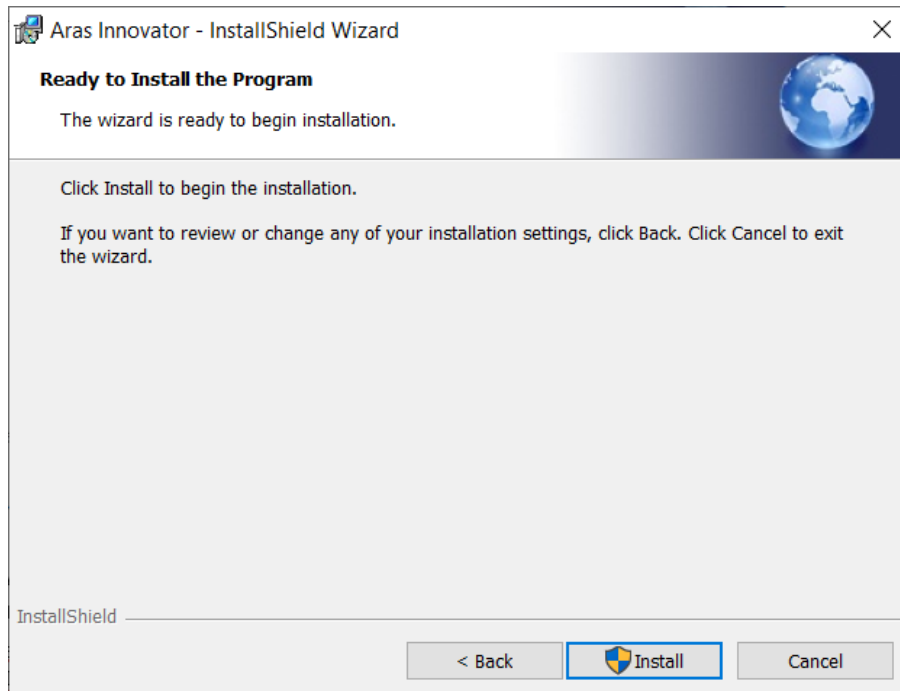 Aras Innovator - InstallShield Wizard
Ready to Install the Program
The wizard is ready to begin installation.
Click Install to begin the installation.
If you want to review or change any of your installation settings, click Back. Click Cancel to exit
the wizard.
InstallShield
< Back
Install
Cancel